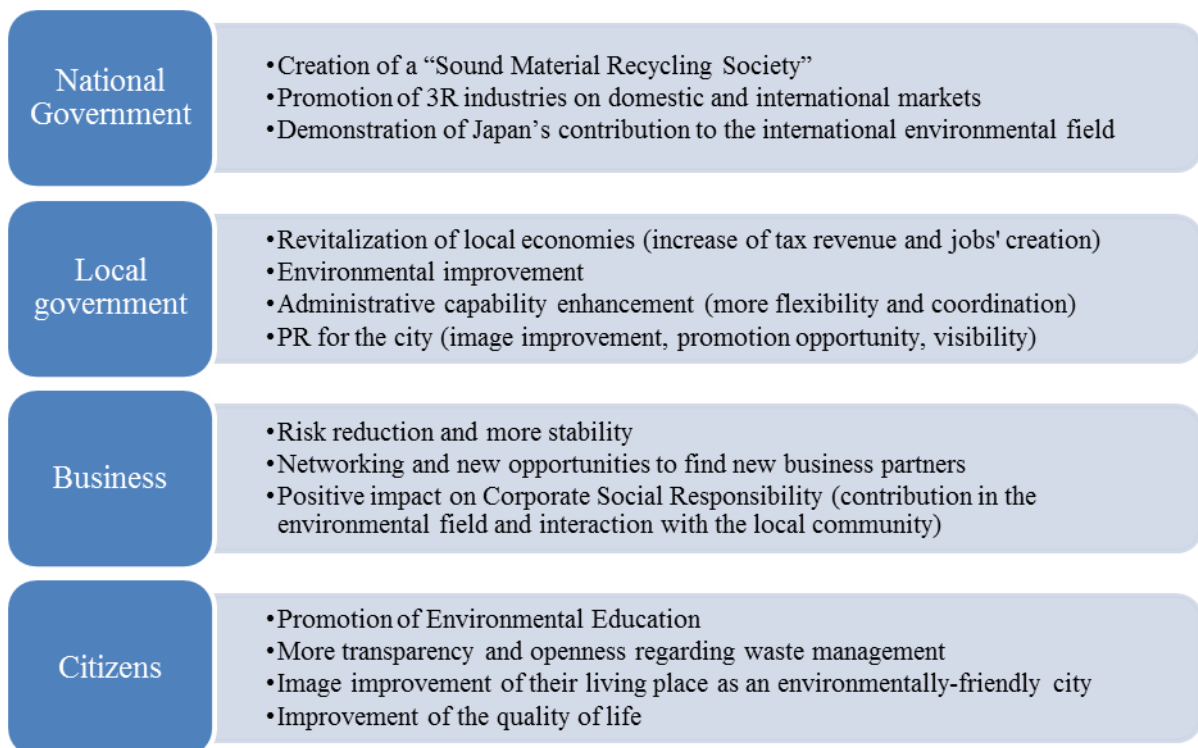 National
Government
•Creation of a “Sound Material Recycling Society”
•Promotion of 3R industries on domestic and international markets
•Demonstration of Japan’s contribution to the international environmental field
Local
government
•Revitalization of local economies (increase of tax revenue and jobs' creation)
•Environmental improvement
•Administrative capability enhancement (more flexibility and coordination)
•PR for the city (image improvement, promotion opportunity, visibility)
Business
•Risk reduction and more stability
•Networking and new opportunities to find new business partners
•Positive impact on Corporate Social Responsibility (contribution in the
environmental field and interaction with the local community)
Citizens
•Promotion of Environmental Education
•More transparency and openness regarding waste management
•Image improvement of their living place as an environmentally-friendly city
•Improvement of the quality of life